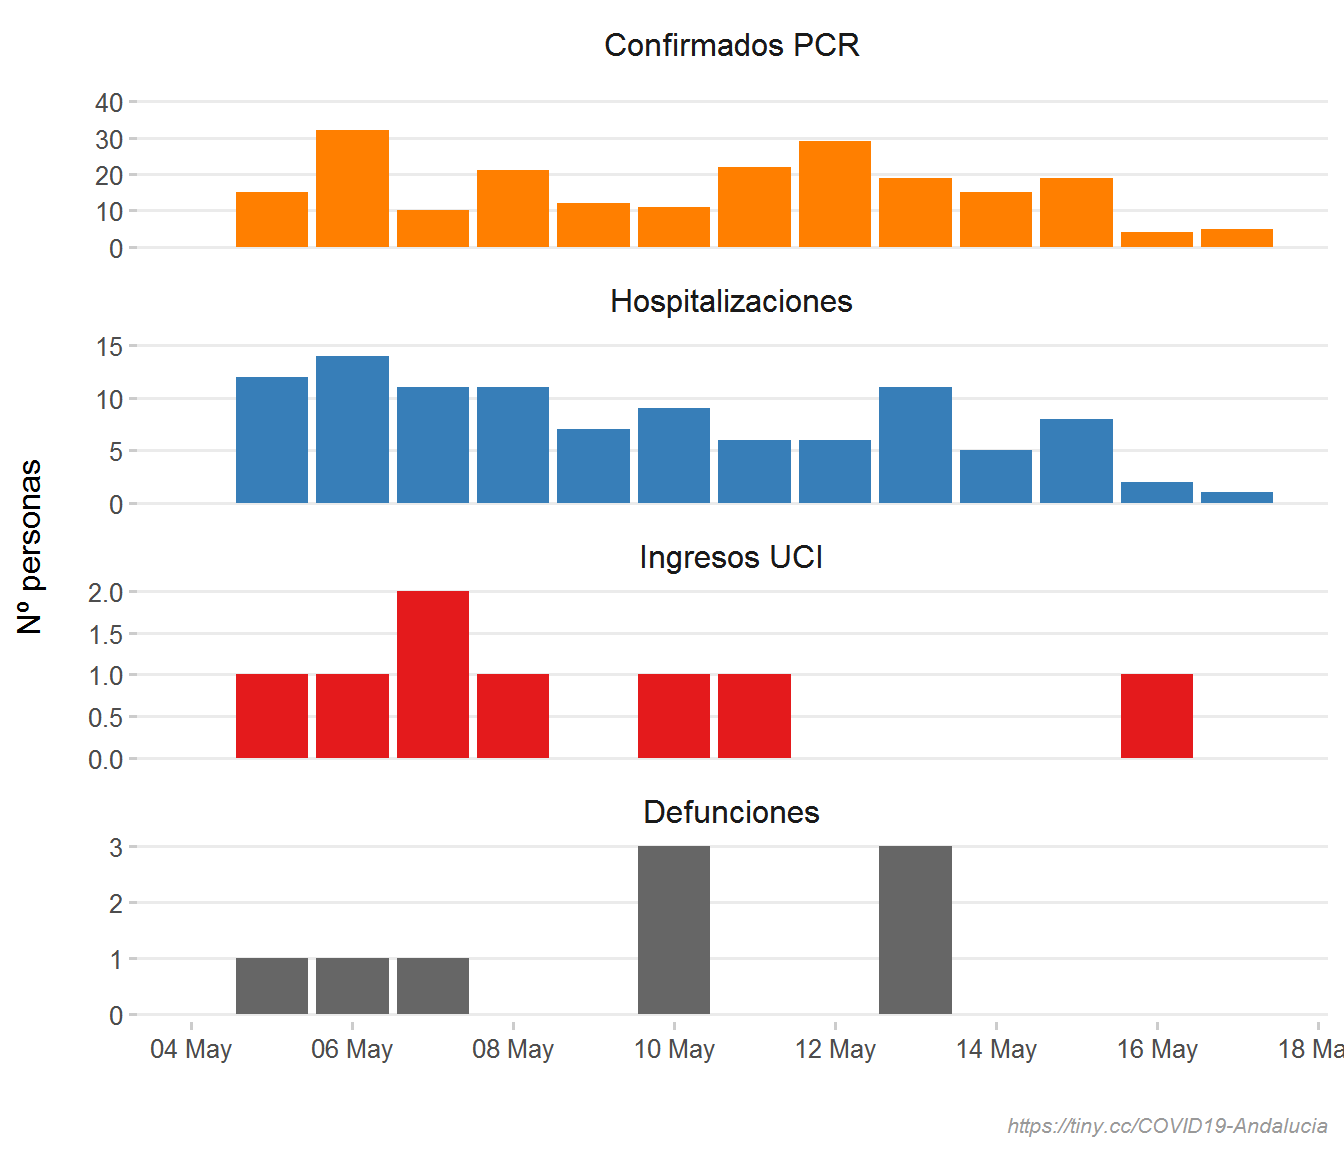 Confirmados PCR
40
30
20
10
0
Hospitalizaciones
15
10
5
0
Nº personas
Ingresos UCI
2.0
1.5
1.0
0.5
0.0
Defunciones
3
2
1
0
04 May 06 May 08 May 10 May 12 May 14 May 16 May 18 Ma
https://tiny.cc/COVID19-Andalucia